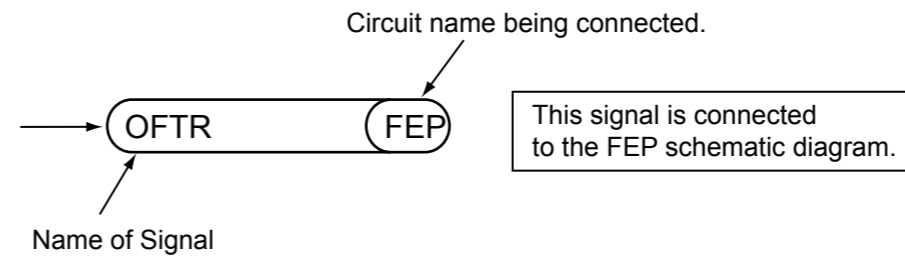 Circuit name being connected.
OFTR
FEP
This signal is connected
to the FEP schematic diagram.
Name of Signal